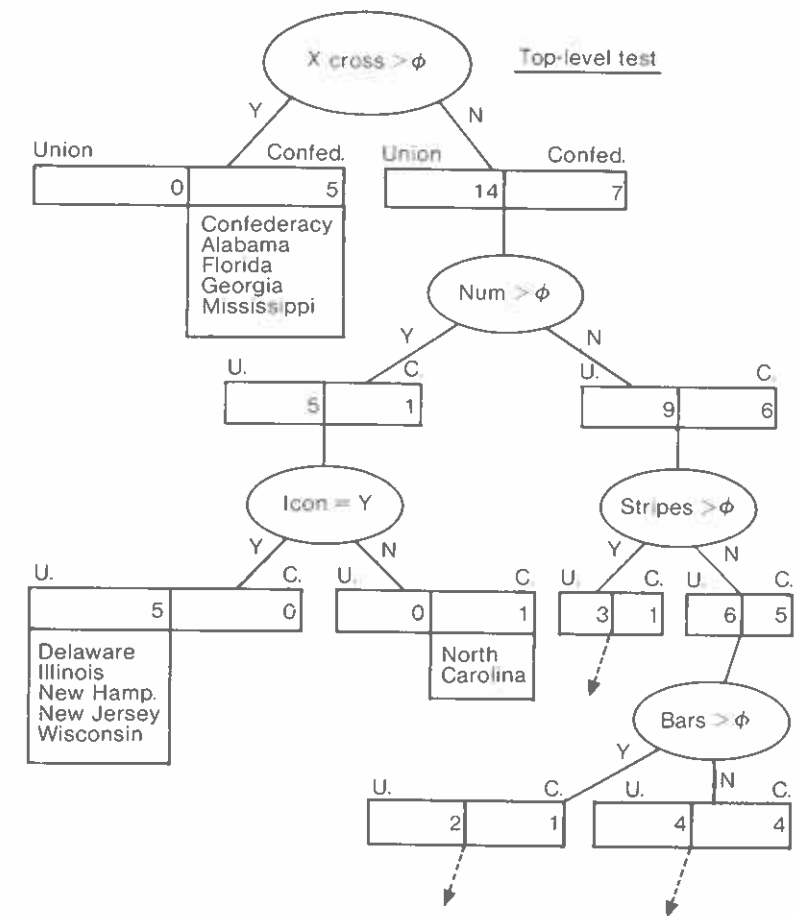 X cross > ϕ
Top-level test
Y
N
Union
Confed.
Union
Confed.
0
5
14
7
Confederacy
Alabama
Florida
Georgia
Mississippi
Num > ϕ
Y
N
U.
C.
U.
C.
5
1
9
6
Icon = Y
Stripes > ϕ
Y
N
Y
N
U.
C.
U.
C.
U.
C.
U.
C.
5
0
0
1
3
1
6
5
Delaware
Illinois
New Hamp.
New Jersey
Wisconsin
North
Carolina
Bars > ϕ
Y
N
U.
C.
U.
C.
2
1
4
4